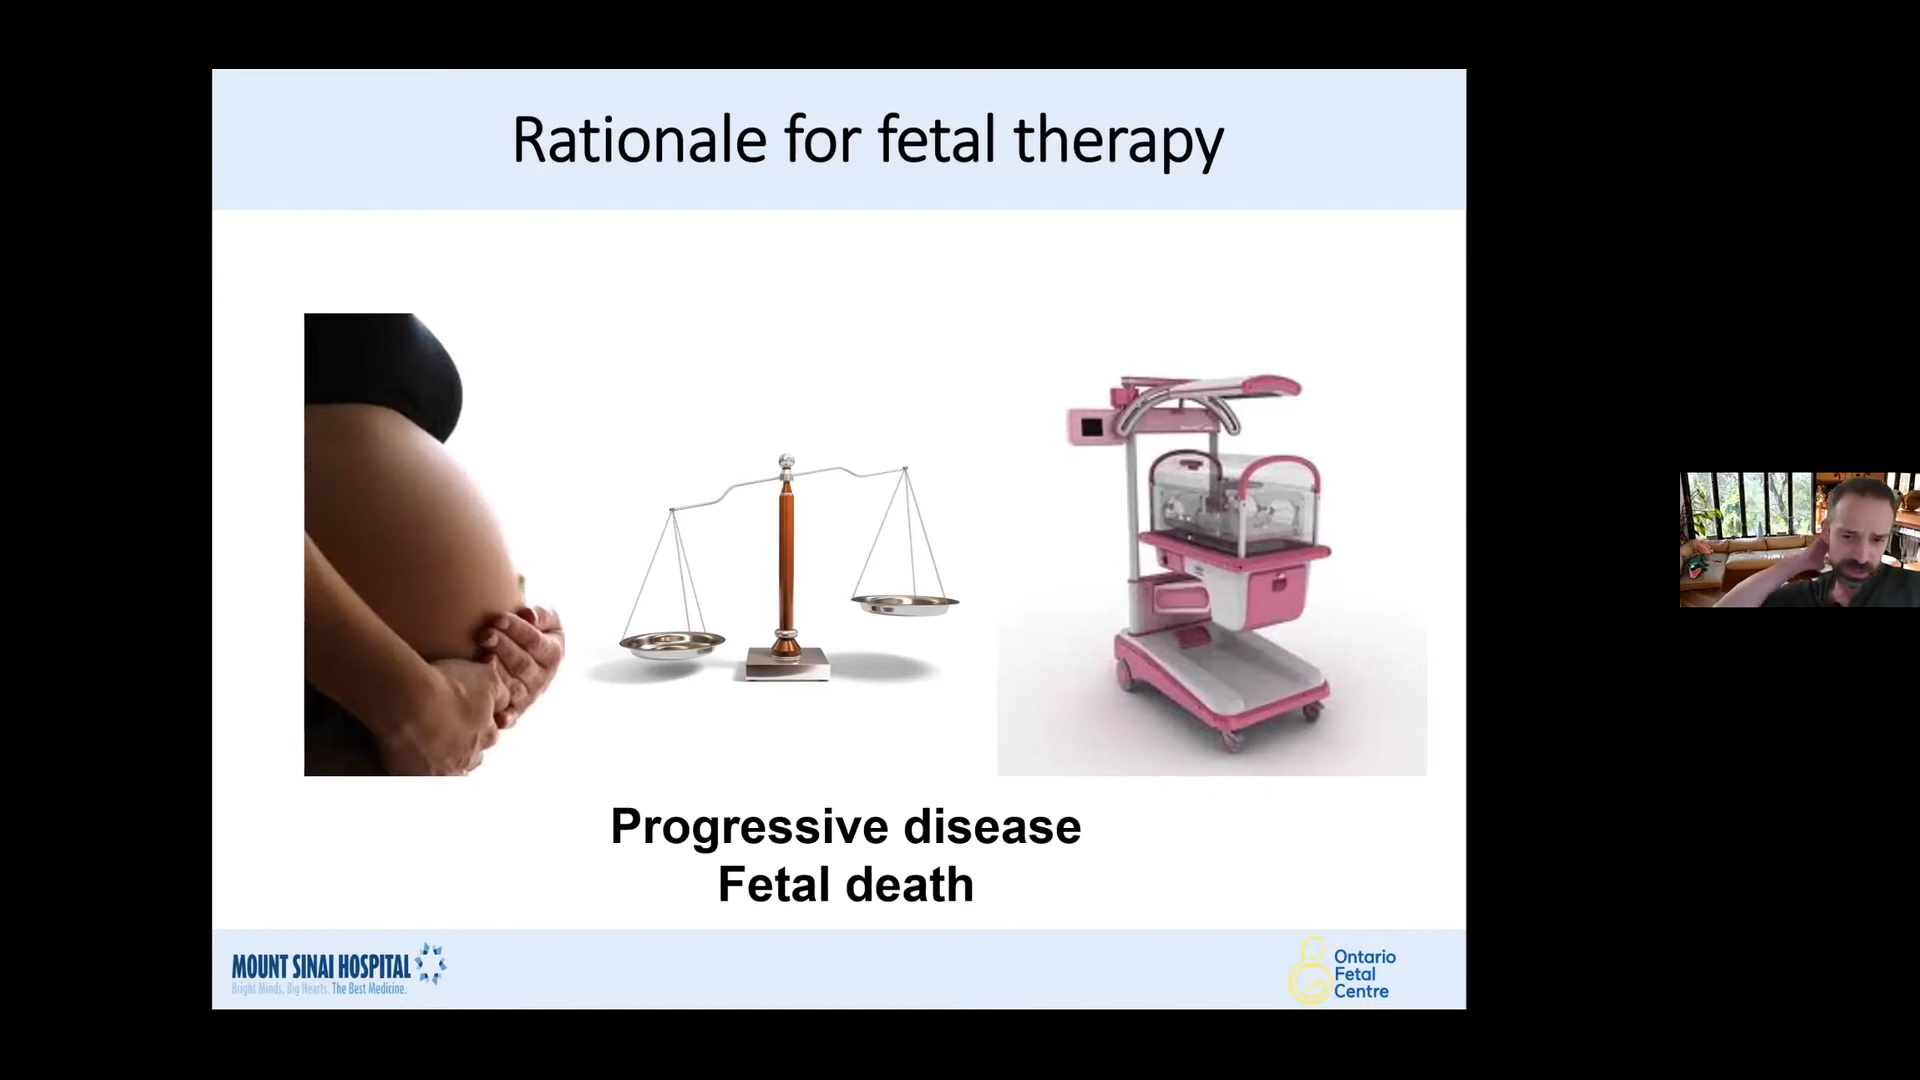 Rationale for fetal therapy
Progressive disease
Fetal death
MOUNT SINAI HOSPITAL
Bright Minds. Big Hearts. The Best Medicine.
Ontario
Fetal
Centre